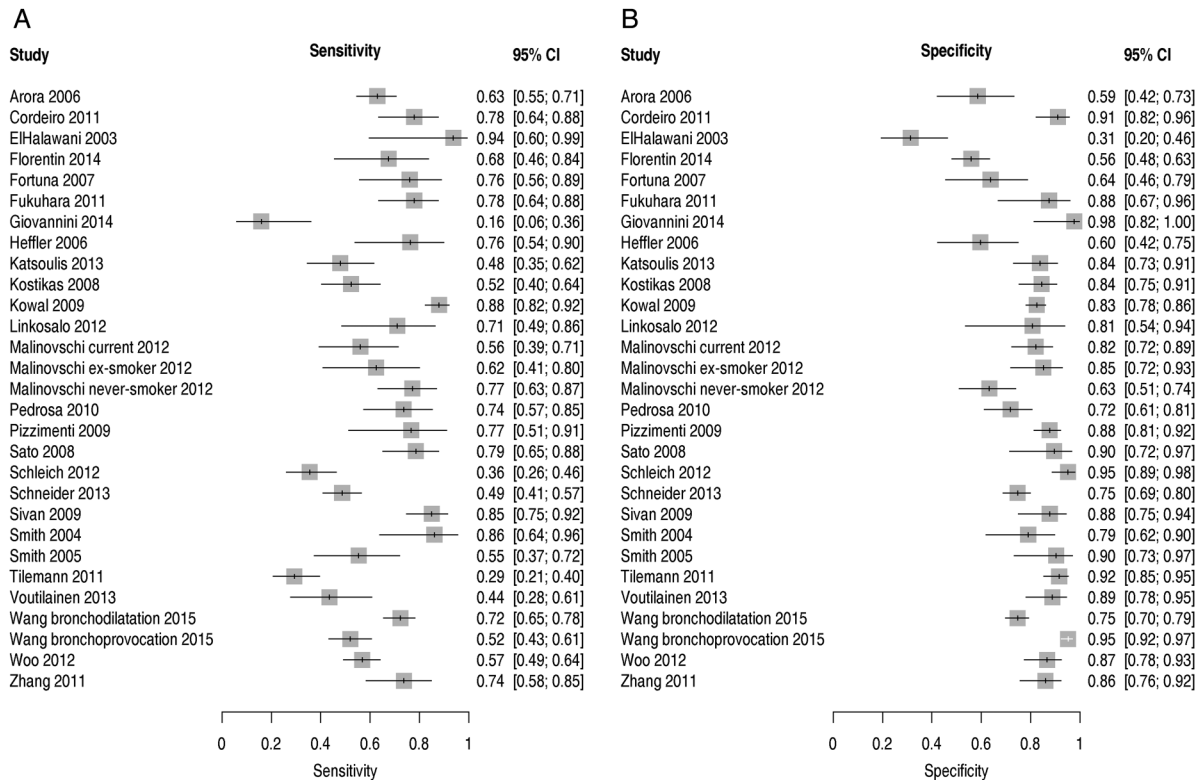 A
Study Sensitivity 95% CI
Arora 2006 0.63 [0.55; 0.71]
Cordeiro 2011 0.78 [0.64; 0.88]
ElHalawani 2003 0.94 [0.60; 0.99]
Florentin 2014 0.68 [0.46; 0.84]
Fortuna 2007 0.76 [0.56; 0.89]
Fukuhara 2011 0.78 [0.64; 0.88]
Giovannini 2014 0.16 [0.06; 0.36]
Heffler 2006 0.76 [0.54; 0.90]
Katsoulis 2013 0.48 [0.35; 0.62]
Kostikas 2008 0.52 [0.40; 0.64]
Kowal 2009 0.88 [0.82; 0.92]
Linkosalo 2012 0.71 [0.49; 0.86]
Malinovschi current 2012 0.56 [0.39; 0.71]
Malinovschi ex-smoker 2012 0.62 [0.41; 0.80]
Malinovschi never-smoker 2012 0.77 [0.63; 0.87]
Pedrosa 2010 0.74 [0.57; 0.85]
Pizzimenti 2009 0.77 [0.51; 0.91]
Sato 2008 0.79 [0.65; 0.88]
Schleich 2012 0.36 [0.26; 0.46]
Schneider 2013 0.49 [0.41; 0.57]
Sivan 2009 0.85 [0.75; 0.92]
Smith 2004 0.86 [0.64; 0.96]
Smith 2005 0.55 [0.37; 0.72]
Tilemann 2011 0.29 [0.21; 0.40]
Voutilainen 2013 0.44 [0.28; 0.61]
Wang bronchodilatation 2015 0.72 [0.65; 0.78]
Wang bronchoprovocation 2015 0.52 [0.43; 0.61]
Woo 2012 0.57 [0.49; 0.64]
Zhang 2011 0.74 [0.58; 0.85]
0 0.2 0.4 0.6 0.8 1
Sensitivity
B
Study Specificity 95% CI
Arora 2006 0.59 [0.42; 0.73]
Cordeiro 2011 0.91 [0.82; 0.96]
ElHalawani 2003 0.31 [0.20; 0.46]
Florentin 2014 0.56 [0.48; 0.63]
Fortuna 2007 0.64 [0.46; 0.79]
Fukuhara 2011 0.88 [0.67; 0.96]
Giovannini 2014 0.98 [0.82; 1.00]
Heffler 2006 0.60 [0.42; 0.75]
Katsoulis 2013 0.84 [0.73; 0.91]
Kostikas 2008 0.84 [0.75; 0.91]
Kowal 2009 0.83 [0.78; 0.86]
Linkosalo 2012 0.81 [0.54; 0.94]
Malinovschi current 2012 0.82 [0.72; 0.89]
Malinovschi ex-smoker 2012 0.85 [0.72; 0.93]
Malinovschi never-smoker 2012 0.63 [0.51; 0.74]
Pedrosa 2010 0.72 [0.61; 0.81]
Pizzimenti 2009 0.88 [0.81; 0.92]
Sato 2008 0.90 [0.72; 0.97]
Schleich 2012 0.95 [0.89; 0.98]
Schneider 2013 0.75 [0.69; 0.80]
Sivan 2009 0.88 [0.75; 0.94]
Smith 2004 0.79 [0.62; 0.90]
Smith 2005 0.90 [0.73; 0.97]
Tilemann 2011 0.92 [0.85; 0.95]
Voutilainen 2013 0.89 [0.78; 0.95]
Wang bronchodilatation 2015 0.75 [0.70; 0.79]
Wang bronchoprovocation 2015 0.95 [0.92; 0.97]
Woo 2012 0.87 [0.78; 0.93]
Zhang 2011 0.86 [0.76; 0.92]
0 0.2 0.4 0.6 0.8 1
Specificity